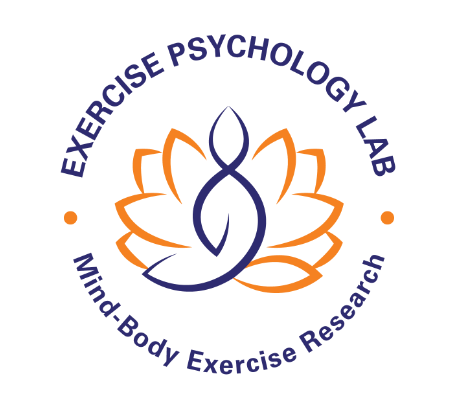 EXERCISE PSYCHOLOGY LAB
Mind-Body Exercise Research